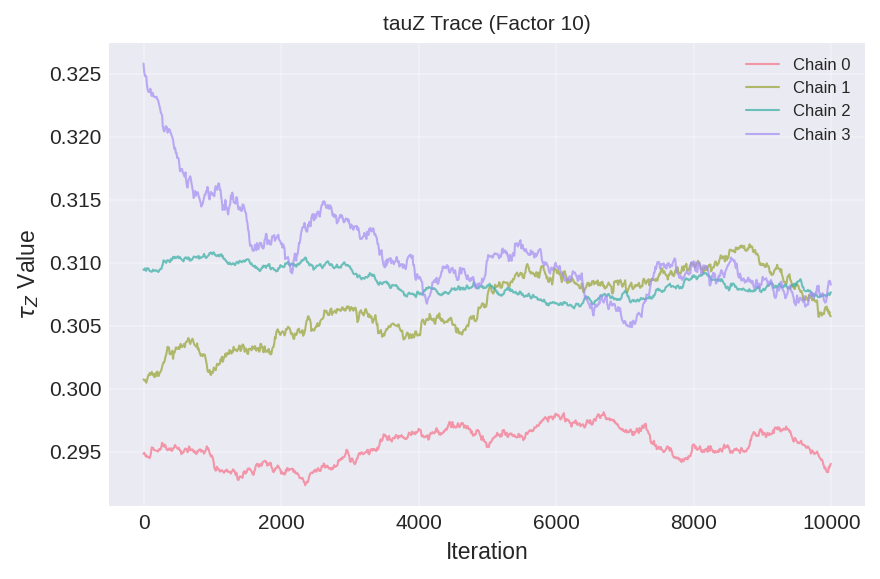 tauZ Trace (Factor 10)
Chain 0
Chain 1
Chain 2
Chain 3
0.325
0.320
0.315
0.310
0.305
0.300
0.295
τZ Value
0 2000 4000 6000 8000 10000
Iteration